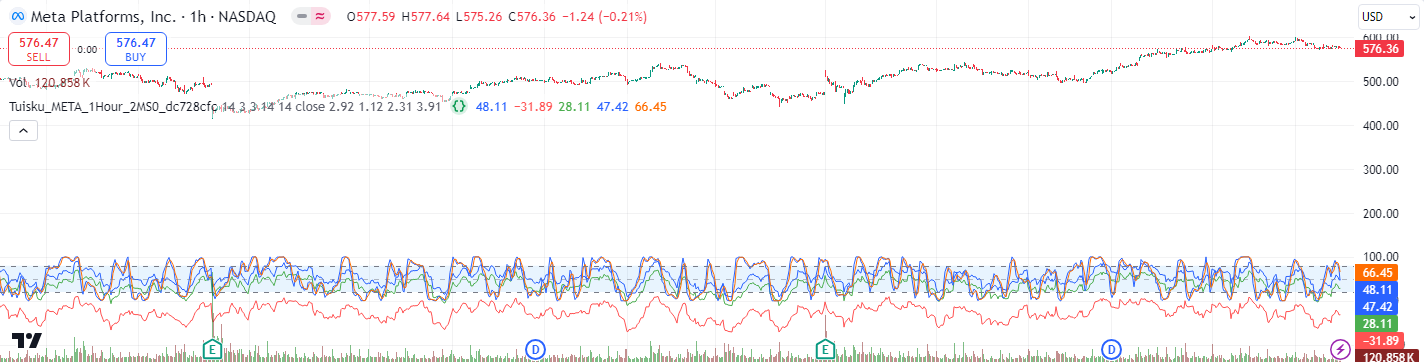 Meta Platforms, Inc. · 1h · NASDAQ O577.59 H577.64 L575.26 C576.36 −1.24 (−0.21%)
USD
576.47 SELL
0.00
576.47 BUY
600.00
576.36
Vol. 120.858K
500.00
Tuisku_META_1Hour_2MS0_dc728cfc 14 3 3 14 14 close 2.92 1.12 2.31 3.91 {} 48.11 −31.89 28.11 47.42 66.45
400.00
300.00
200.00
100.00
66.45
48.11
47.42
28.11
−31.89
120.858K
E
D
E
D